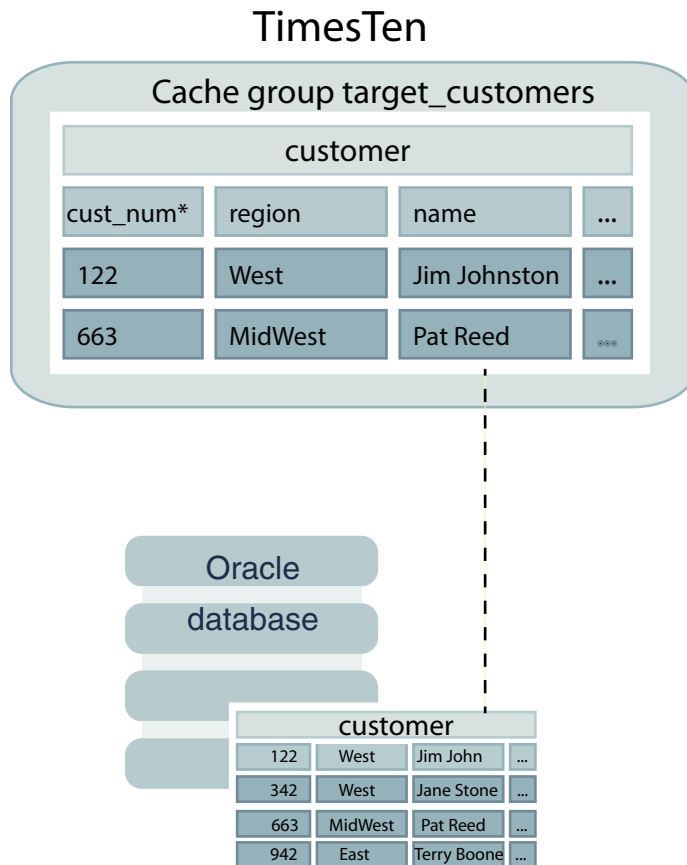 TimesTen
Cache group target_customers
customer
cust_num* region name ...
122 West Jim Johnston ...
663 MidWest Pat Reed ...
Oracle
database
customer
122 West Jim John ...
342 West Jane Stone ...
663 MidWest Pat Reed ...
942 East Terry Boone ...